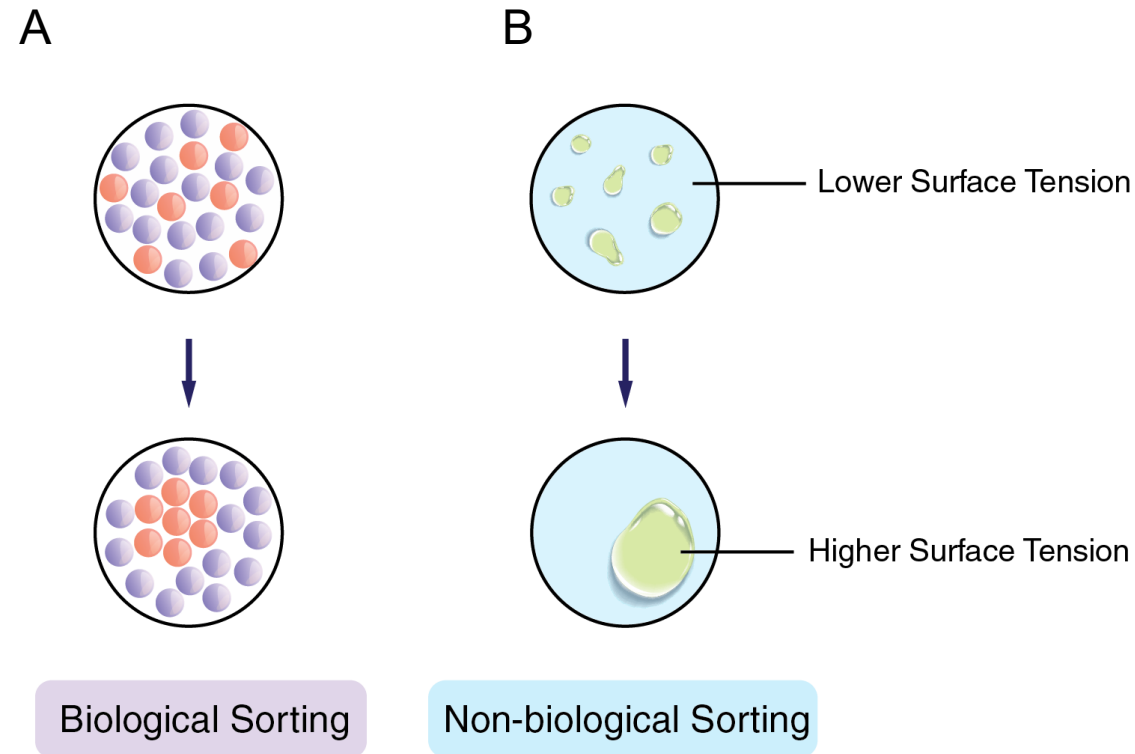 A
B
Lower Surface Tension
Higher Surface Tension
Biological Sorting
Non-biological Sorting